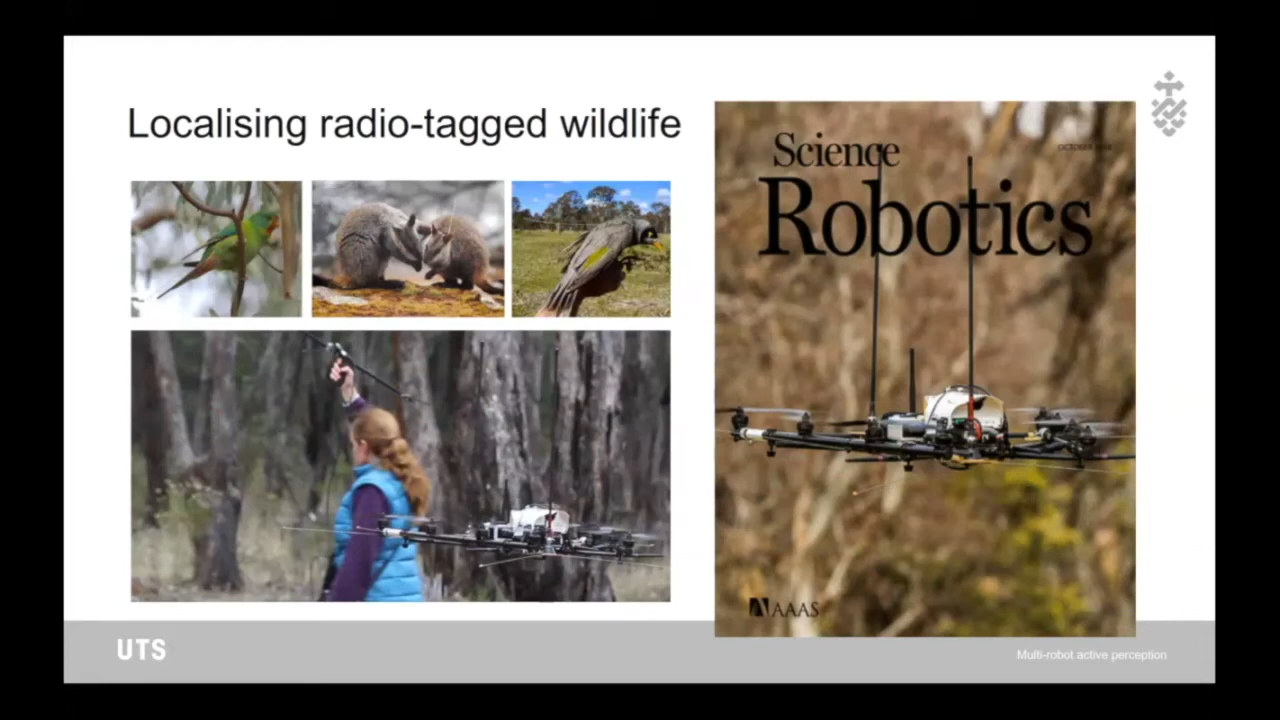 Localising radio-tagged wildlife
Science
Robotics
AAAS
UTS
Multi-robot active perception